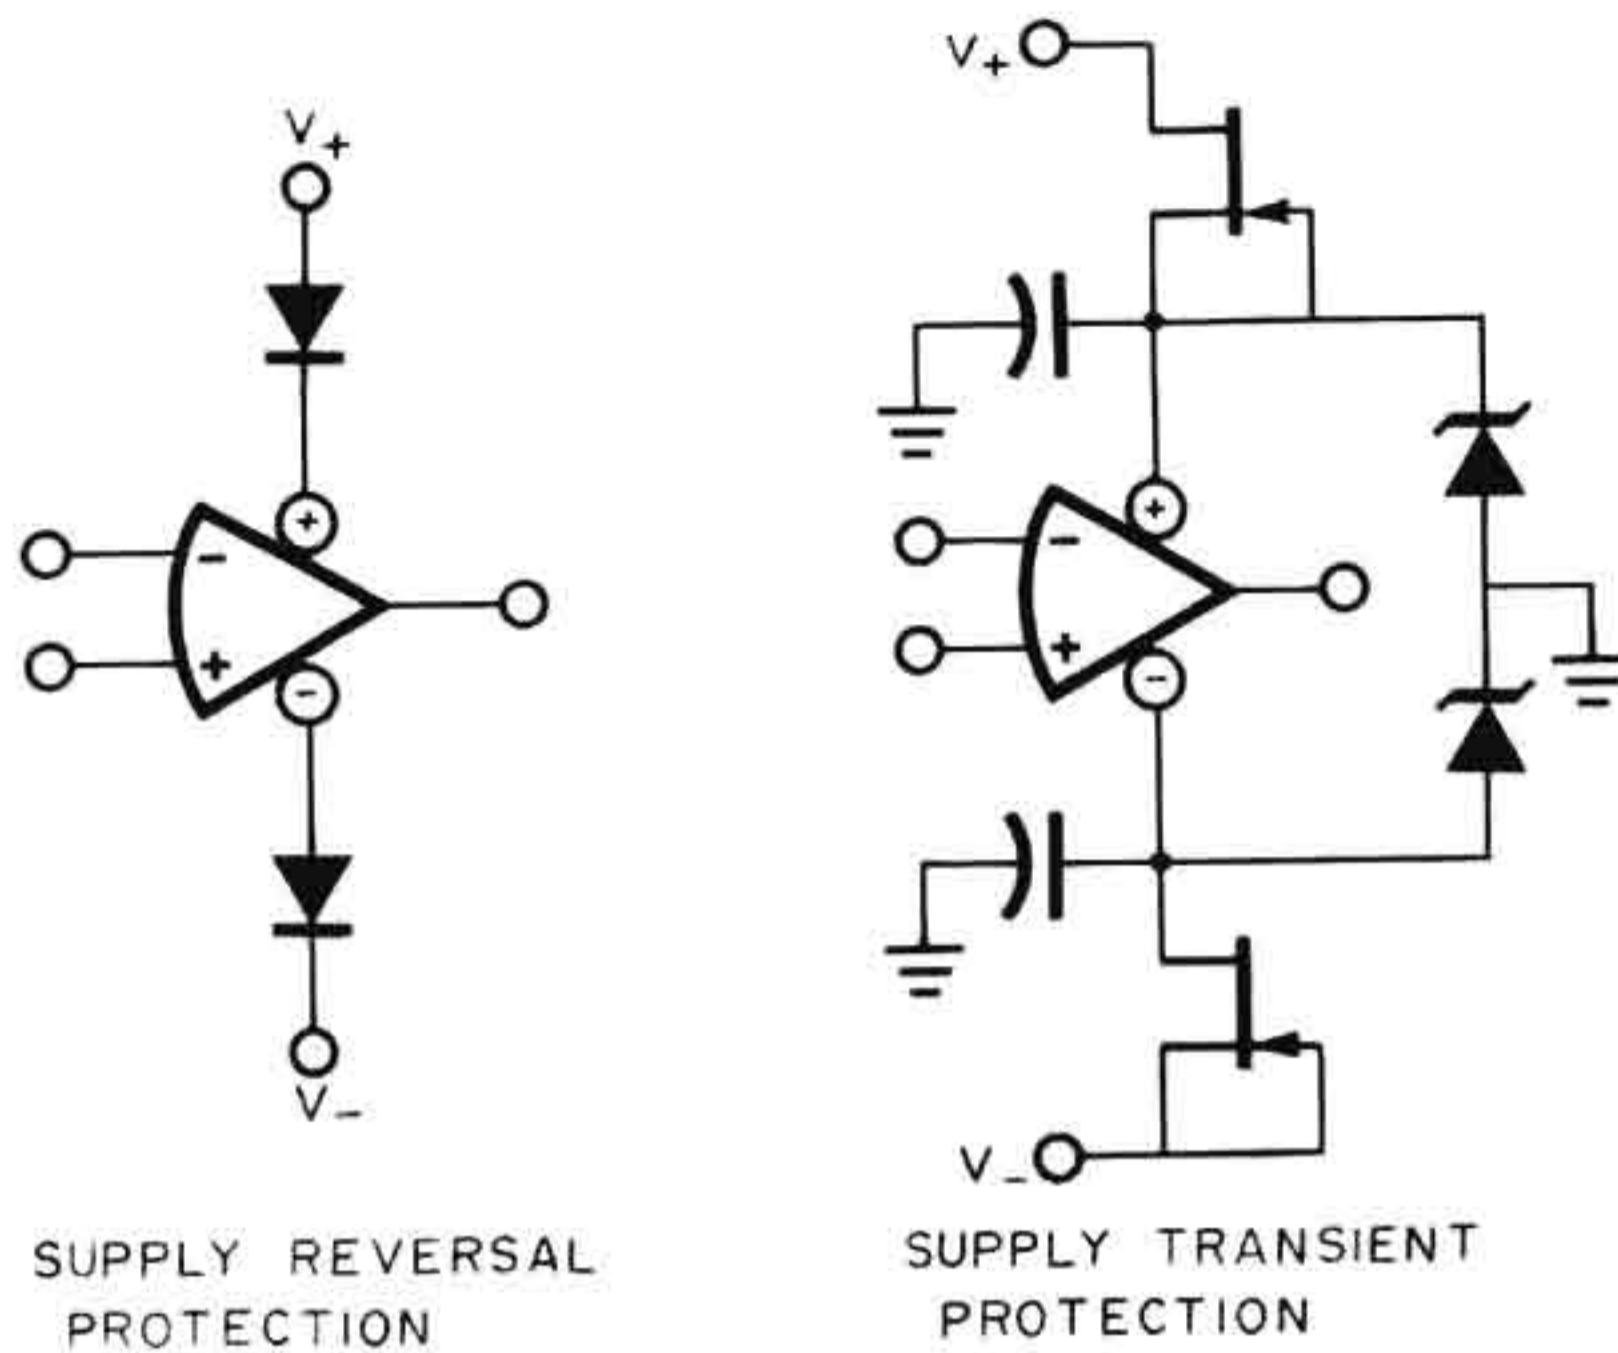 V+
V+
+
-
+
-
+
-
+
-
V-
V-
SUPPLY REVERSAL
PROTECTION
SUPPLY TRANSIENT
PROTECTION